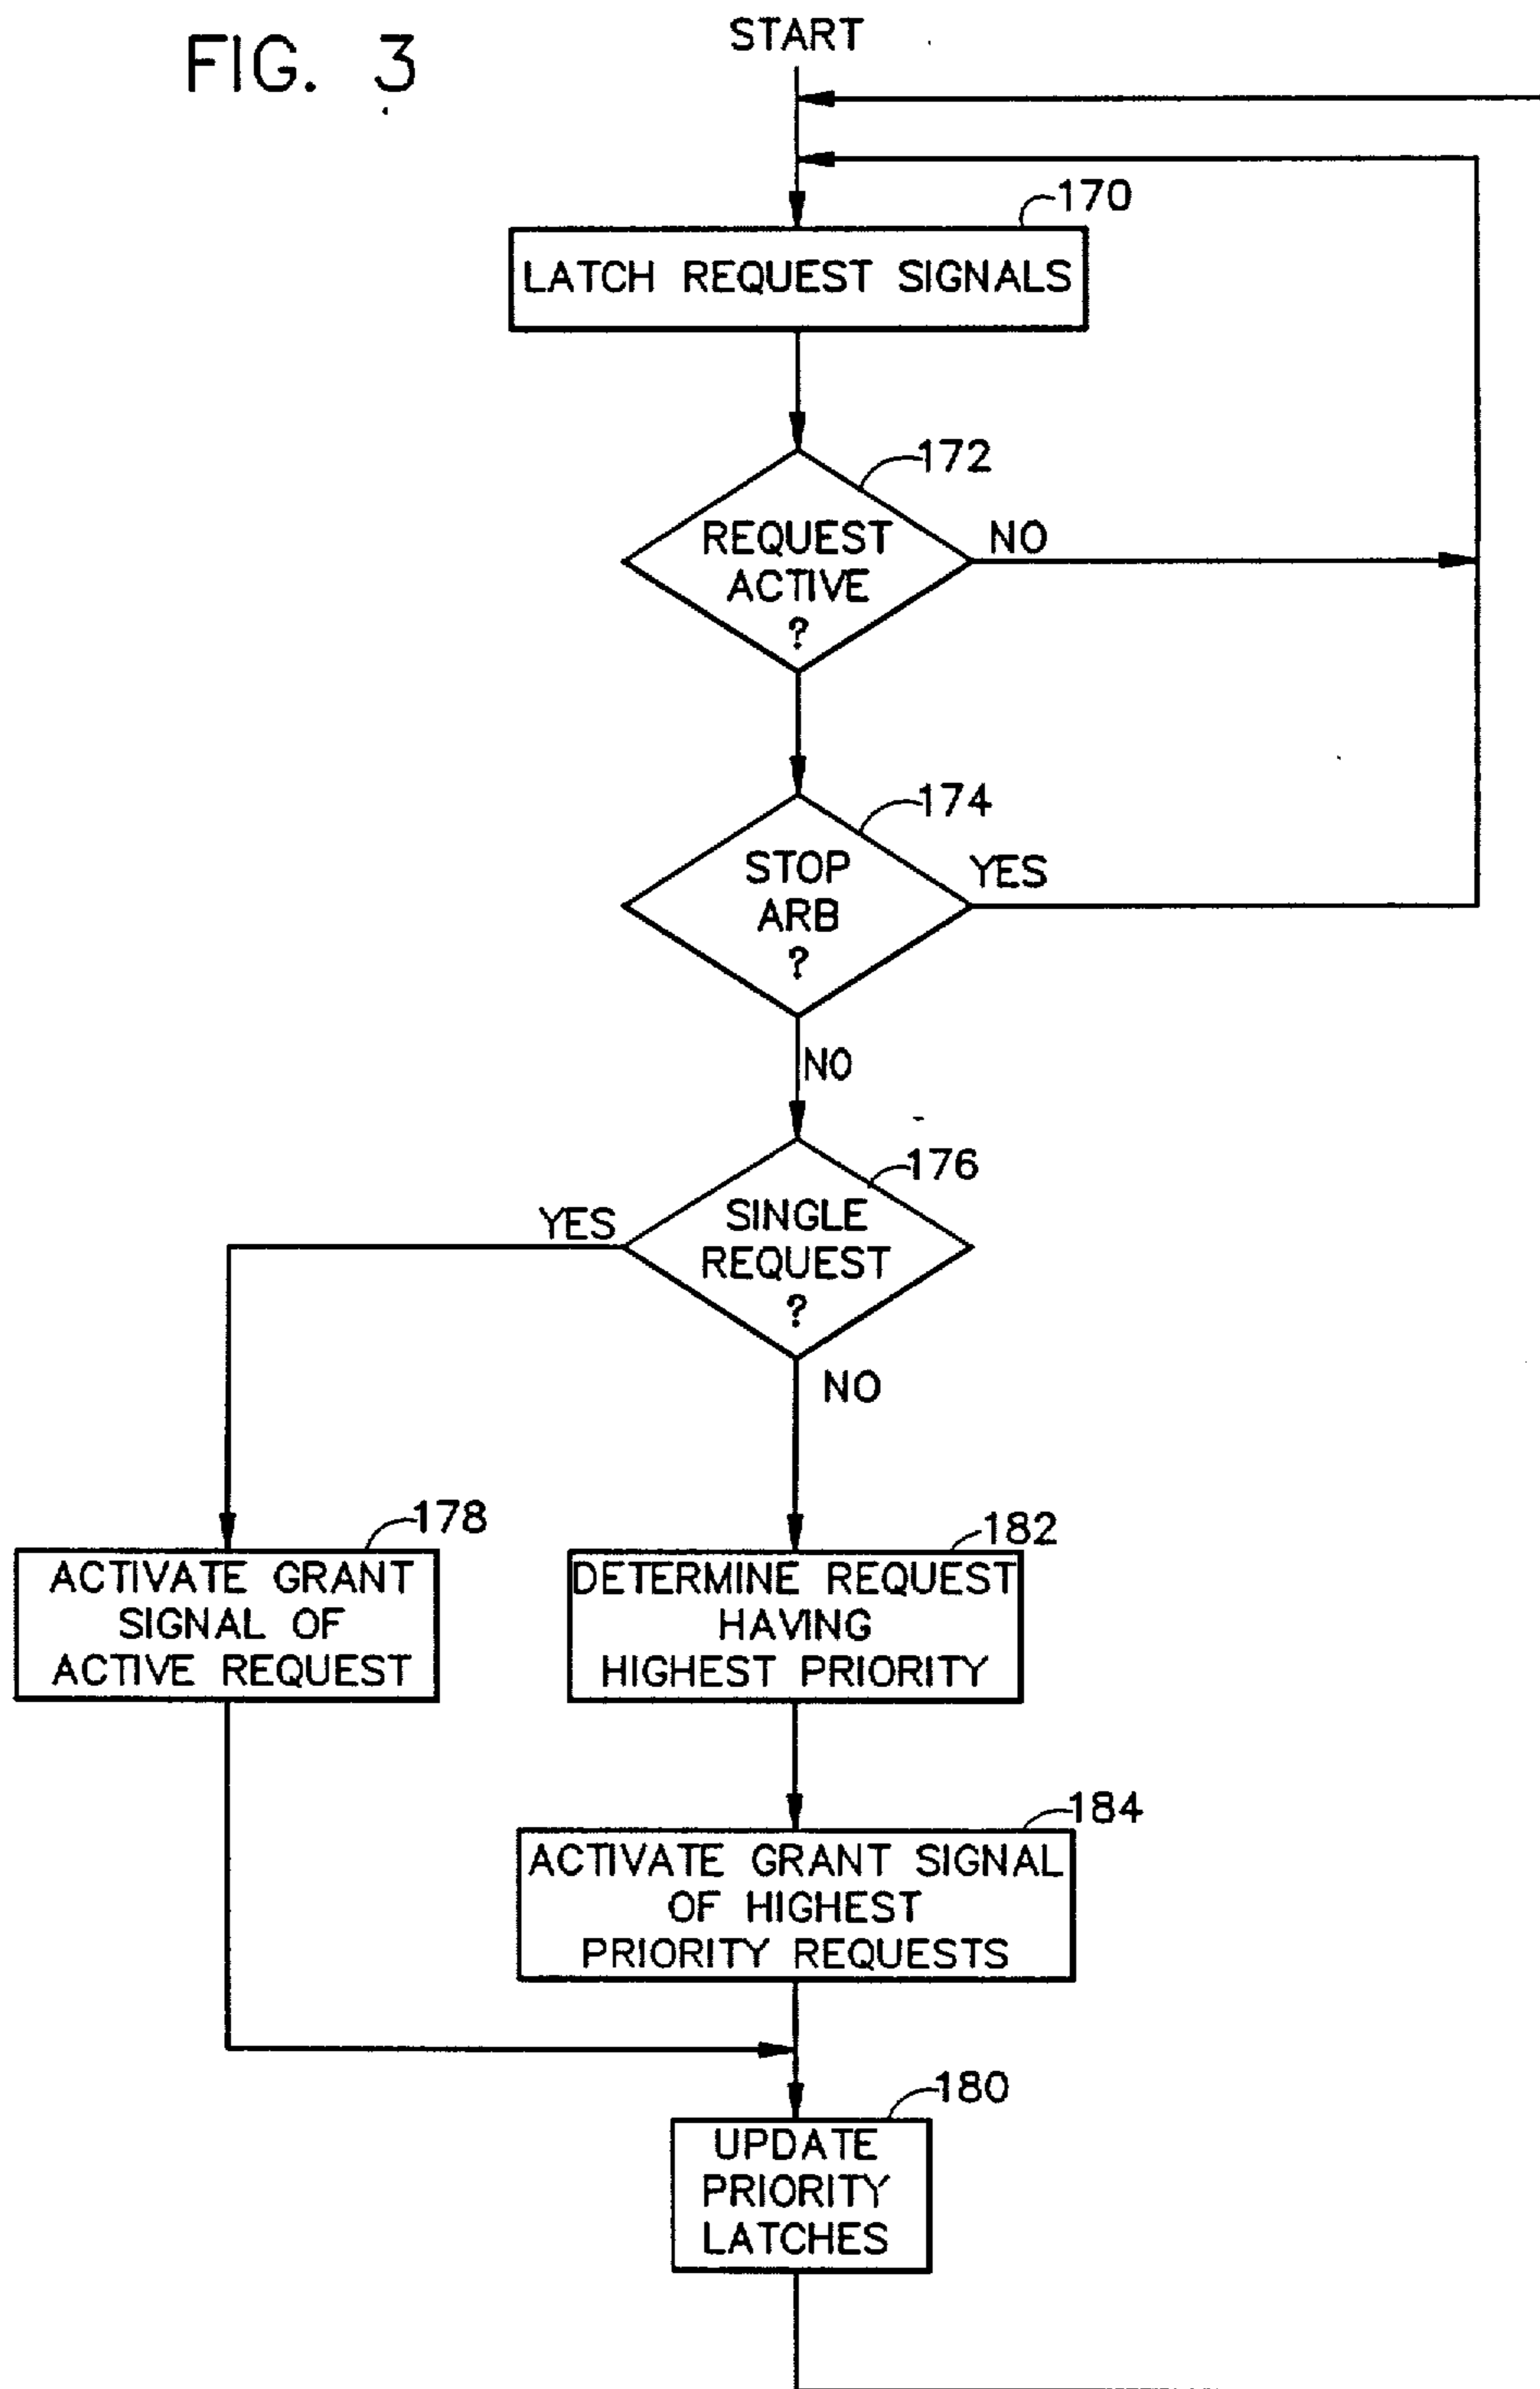 FIG. 3
START
170
LATCH REQUEST SIGNALS
172
REQUEST
ACTIVE
?
NO
174
STOP
ARB
?
YES
NO
176
SINGLE
REQUEST
?
YES
NO
178
ACTIVATE GRANT
SIGNAL OF
ACTIVE REQUEST
182
DETERMINE REQUEST
HAVING
HIGHEST PRIORITY
184
ACTIVATE GRANT SIGNAL
OF HIGHEST
PRIORITY REQUESTS
180
UPDATE
PRIORITY
LATCHES